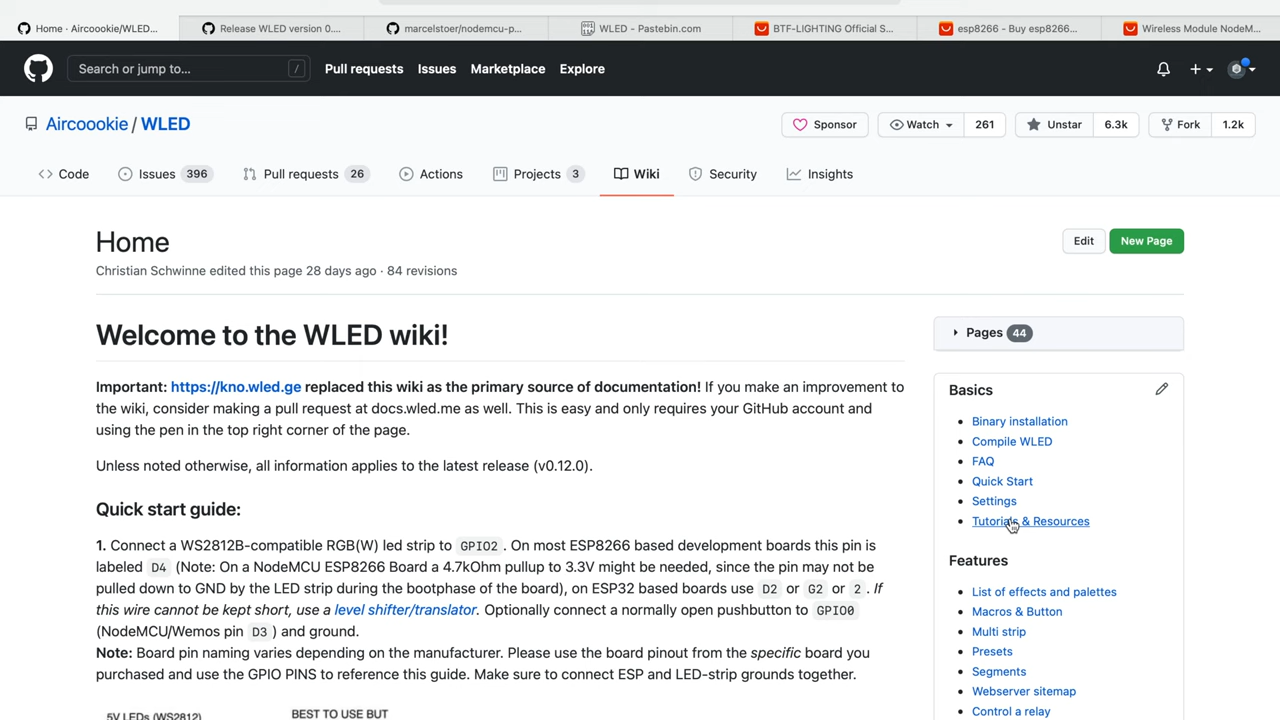 Home · Aircoookie/WLED...
Release WLED version 0....
marcelstoer/nodemcu-p...
WLED - Pastebin.com
BTF-LIGHTING Official S...
esp8266 - Buy esp8266...
Wireless Module NodeM...
Search or jump to...
/
Pull requests
Issues
Marketplace
Explore
Aircoookie / WLED
Sponsor
Watch
261
Unstar
6.3k
Fork
1.2k
Code
Issues 396
Pull requests 26
Actions
Projects 3
Wiki
Security
Insights
Home
Edit
New Page
Christian Schwinne edited this page 28 days ago · 84 revisions
Welcome to the WLED wiki!
Important: https://kno.wled.ge replaced this wiki as the primary source of documentation! If you make an improvement to
the wiki, consider making a pull request at docs.wled.me as well. This is easy and only requires your GitHub account and
using the pen in the top right corner of the page.
Unless noted otherwise, all information applies to the latest release (v0.12.0).
Quick start guide:
1. Connect a WS2812B-compatible RGB(W) led strip to GPIO2 . On most ESP8266 based development boards this pin is
labeled D4 (Note: On a NodeMCU ESP8266 Board a 4.7kOhm pullup to 3.3V might be needed, since the pin may not be
pulled down to GND by the LED strip during the bootphase of the board), on ESP32 based boards use D2 or G2 or 2 . If
this wire cannot be kept short, use a level shifter/translator. Optionally connect a normally open pushbutton to GPIO0
(NodeMCU/Wemos pin D3 ) and ground.
Note: Board pin naming varies depending on the manufacturer. Please use the board pinout from the specific board you
purchased and use the GPIO PINS to reference this guide. Make sure to connect ESP and LED-strip grounds together.
5V LEDs (WS2812)
BEST TO USE BUT
Pages 44
Basics
Binary installation
Compile WLED
FAQ
Quick Start
Settings
Tutorials & Resources
Features
List of effects and palettes
Macros & Button
Multi strip
Presets
Segments
Webserver sitemap
Control a relay